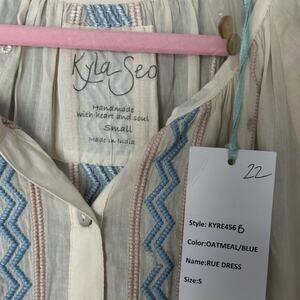 Kyla Seo
Handmade
with heart and soul
Small
Made in India
22
Style: KYRE456 B
Color:OATMEAL/BLUE
Name:RUE DRESS
Size:S